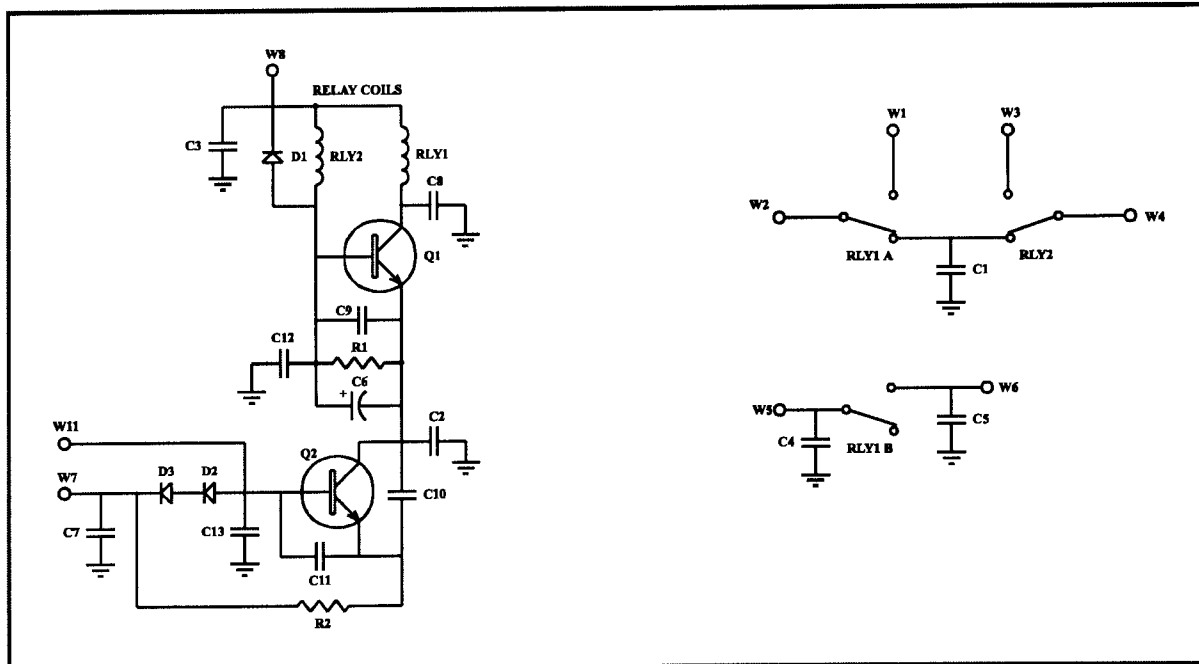 W8
RELAY COILS
C3
D1
RLY2
RLY1
C8
Q1
C9
C12
R1
+
C6
W11
Q2
C2
W7
D3
D2
C10
C7
C13
C11
R2
W1
W3
W2
W4
RLY1 A
C1
RLY2
W6
W5
C5
C4
RLY1 B